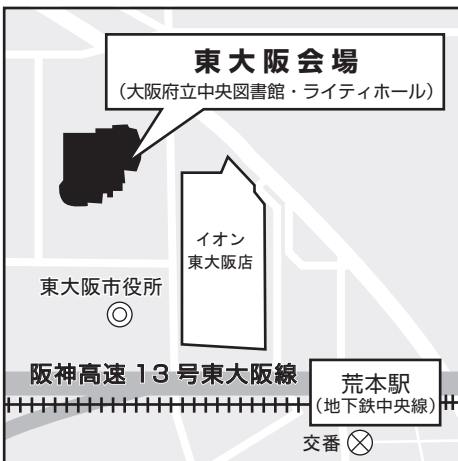 東大阪会場
（大阪府立中央図書館・ライティホール）
イオン
東大阪店
東大阪市役所
阪神高速 13 号東大阪線
荒本駅
（地下鉄中央線）
交番